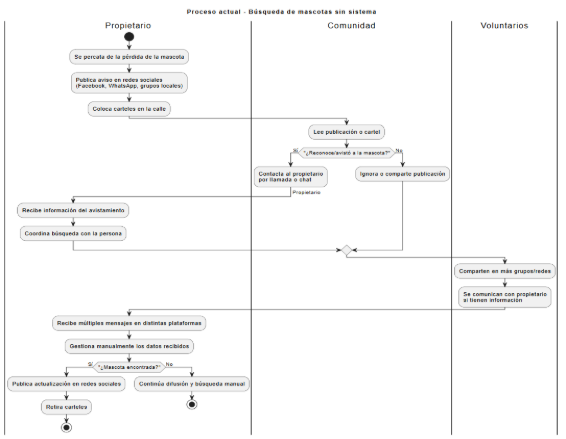 Proceso actual - Búsqueda de mascotas sin sistema
Propietario
Comunidad
Voluntarios
Se percata de la pérdida de la mascota
Publica aviso en redes sociales
(Facebook, WhatsApp, grupos locales)
Coloca carteles en la calle
Lee publicación o cartel
"¿Reconoce/avistó a la mascota?"
Sí
No
Contacta al propietario
por llamada o chat
Ignora o comparte publicación
Propietario
Recibe información del avistamiento
Coordina búsqueda con la persona
Comparten en más grupos/redes
Se comunican con propietario
si tienen información
Recibe múltiples mensajes en distintas plataformas
Gestiona manualmente los datos recibidos
"¿Mascota encontrada?"
Sí
No
Publica actualización en redes sociales
Continúa difusión y búsqueda manual
Retira carteles